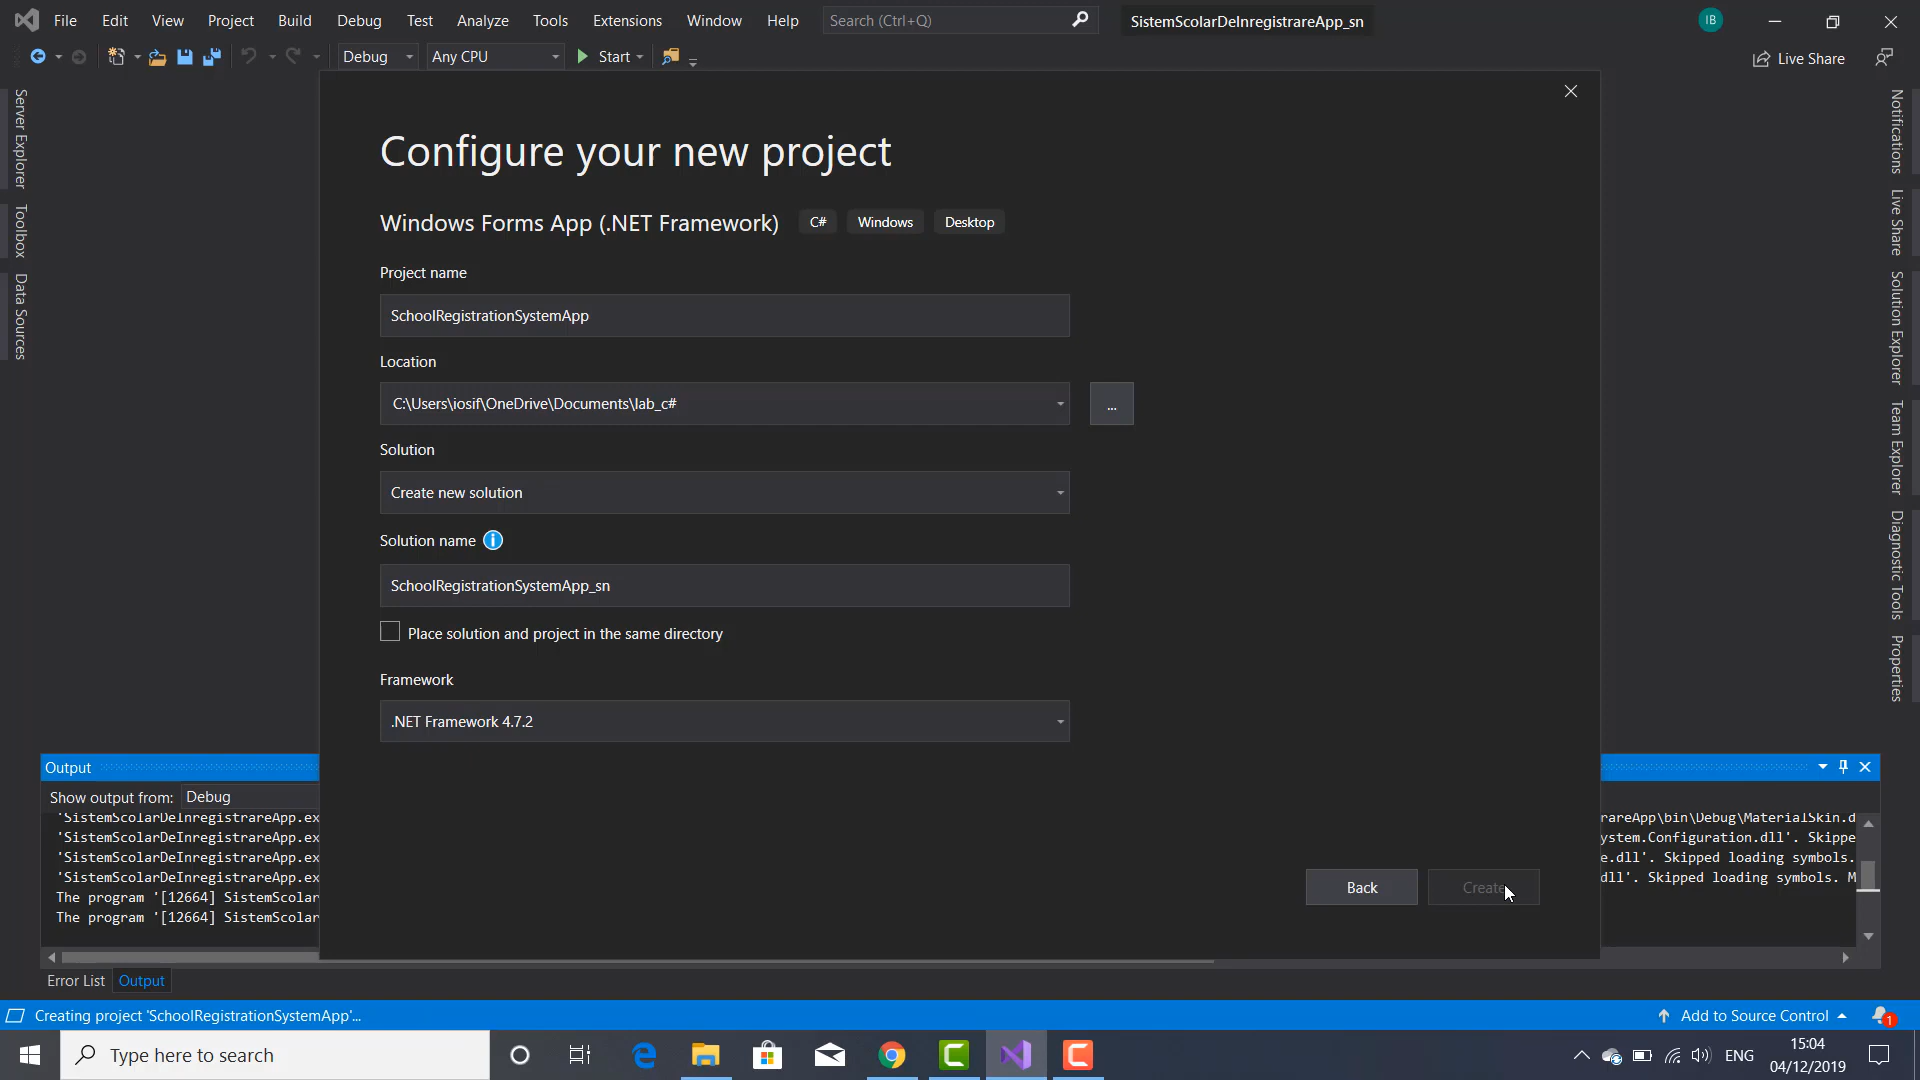 File Edit View Project Build Debug Test Analyze Tools Extensions Window Help Search (Ctrl+Q) SistemScolarDeInregistrareApp_sn IB
Debug Any CPU Start Live Share
Server Explorer
Toolbox
Data Sources
Configure your new project
Windows Forms App (.NET Framework) C# Windows Desktop
Project name
SchoolRegistrationSystemApp
Location
C:\Users\iosif\OneDrive\Documents\lab_c#
...
Solution
Create new solution
Solution name
SchoolRegistrationSystemApp_sn
Place solution and project in the same directory
Framework
.NET Framework 4.7.2
Back Create
Notifications
Live Share
Solution Explorer
Team Explorer
Diagnostic Tools
Properties
Output
Show output from: Debug
'SistemScolarDeInregistrareApp.ex rareApp\bin\Debug\MaterialSkin.d
'SistemScolarDeInregistrareApp.ex ystem.Configuration.dll'. Skippe
'SistemScolarDeInregistrareApp.ex e.dll'. Skipped loading symbols.
'SistemScolarDeInregistrareApp.ex dll'. Skipped loading symbols. M
The program '[12664] SistemScolar
The program '[12664] SistemScolar
Error List Output
Creating project 'SchoolRegistrationSystemApp'... Add to Source Control 1
Type here to search ENG 15:04
04/12/2019